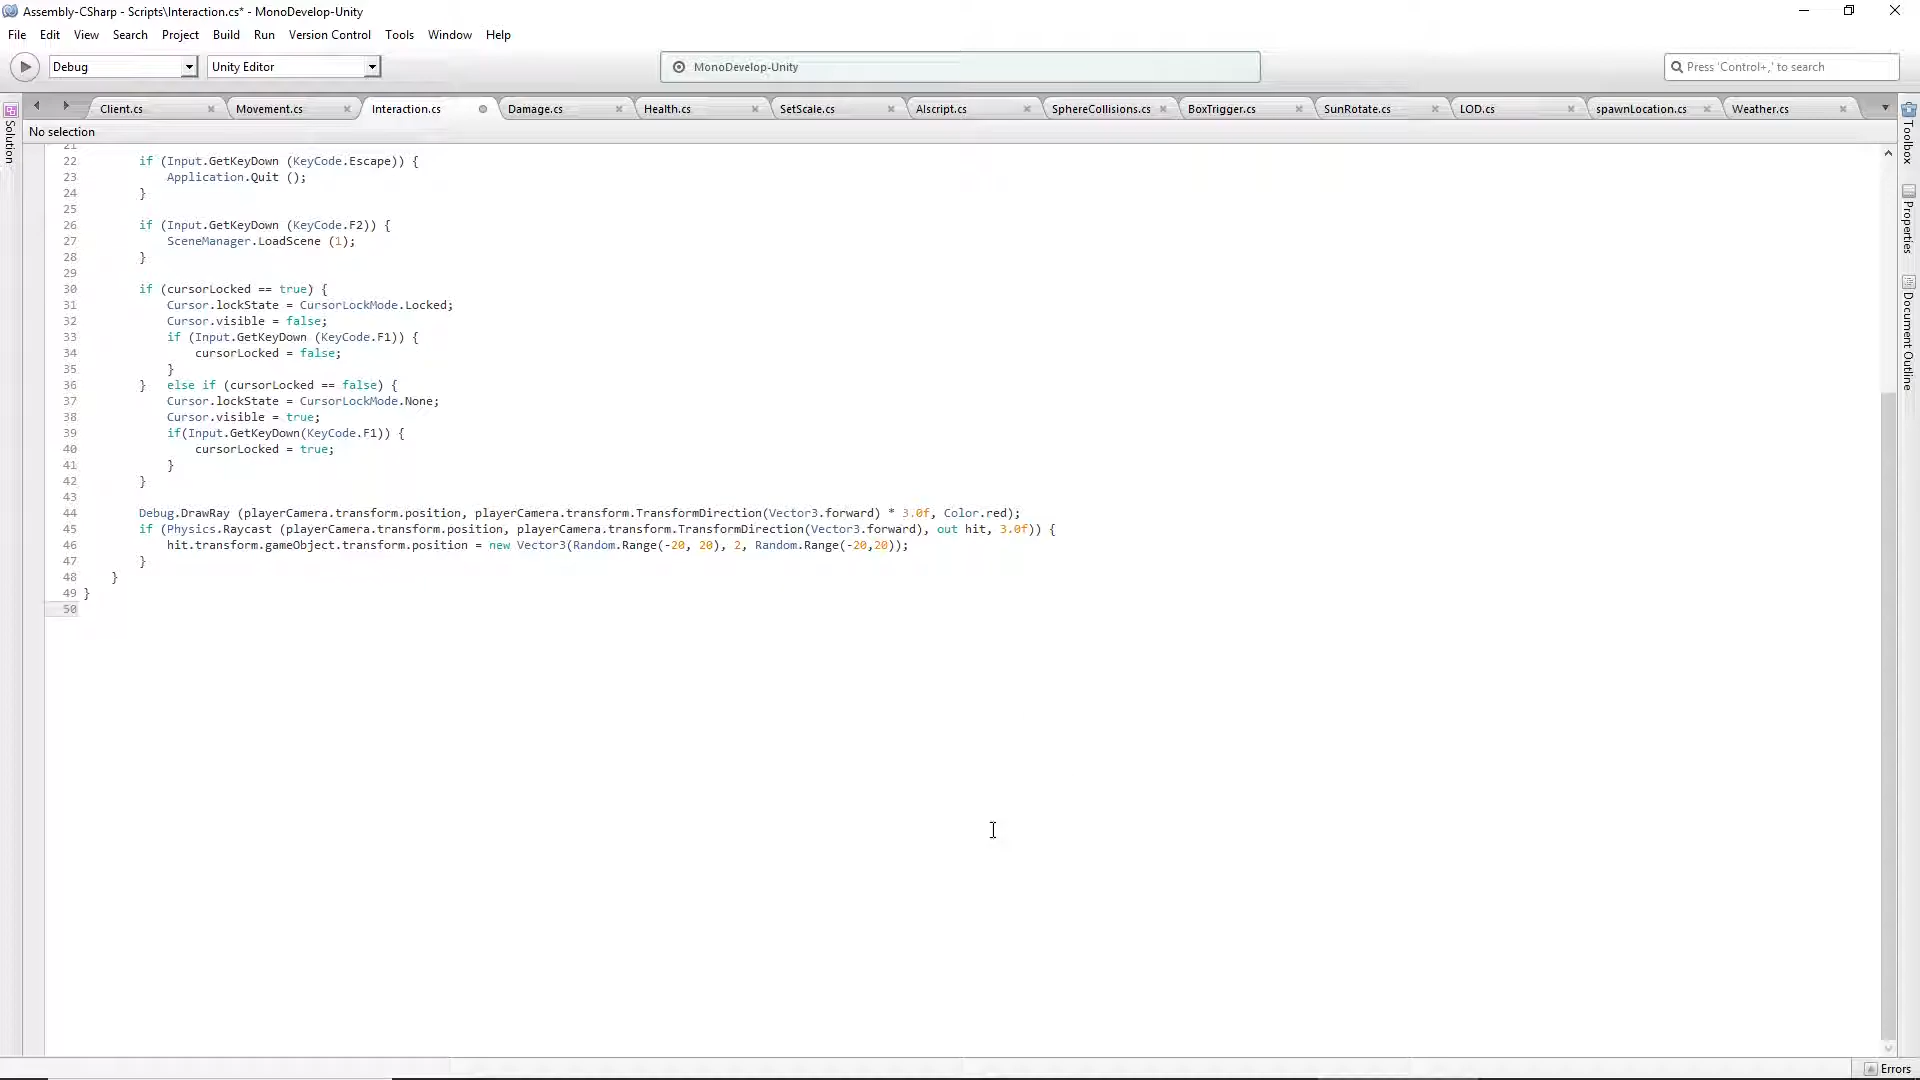 Assembly-CSharp - Scripts\Interaction.cs* - MonoDevelop-Unity
File Edit View Search Project Build Run Version Control Tools Window Help
Debug Unity Editor MonoDevelop-Unity Press 'Control+,' to search
Client.cs Movement.cs Interaction.cs Damage.cs Health.cs SetScale.cs AIscript.cs SphereCollisions.cs BoxTrigger.cs SunRotate.cs LOD.cs spawnLocation.cs Weather.cs
No selection
Solution
Toolbox
Properties
Document Outline
21
22 if (Input.GetKeyDown (KeyCode.Escape)) {
23 Application.Quit ();
24 }
25
26 if (Input.GetKeyDown (KeyCode.F2)) {
27 SceneManager.LoadScene (1);
28 }
29
30 if (cursorLocked == true) {
31 Cursor.lockState = CursorLockMode.Locked;
32 Cursor.visible = false;
33 if (Input.GetKeyDown (KeyCode.F1)) {
34 cursorLocked = false;
35 }
36 } else if (cursorLocked == false) {
37 Cursor.lockState = CursorLockMode.None;
38 Cursor.visible = true;
39 if(Input.GetKeyDown(KeyCode.F1)) {
40 cursorLocked = true;
41 }
42 }
43
44 Debug.DrawRay (playerCamera.transform.position, playerCamera.transform.TransformDirection(Vector3.forward) * 3.0f, Color.red);
45 if (Physics.Raycast (playerCamera.transform.position, playerCamera.transform.TransformDirection(Vector3.forward), out hit, 3.0f)) {
46 hit.transform.gameObject.transform.position = new Vector3(Random.Range(-20, 20), 2, Random.Range(-20,20));
47 }
48 }
49 }
50
Errors